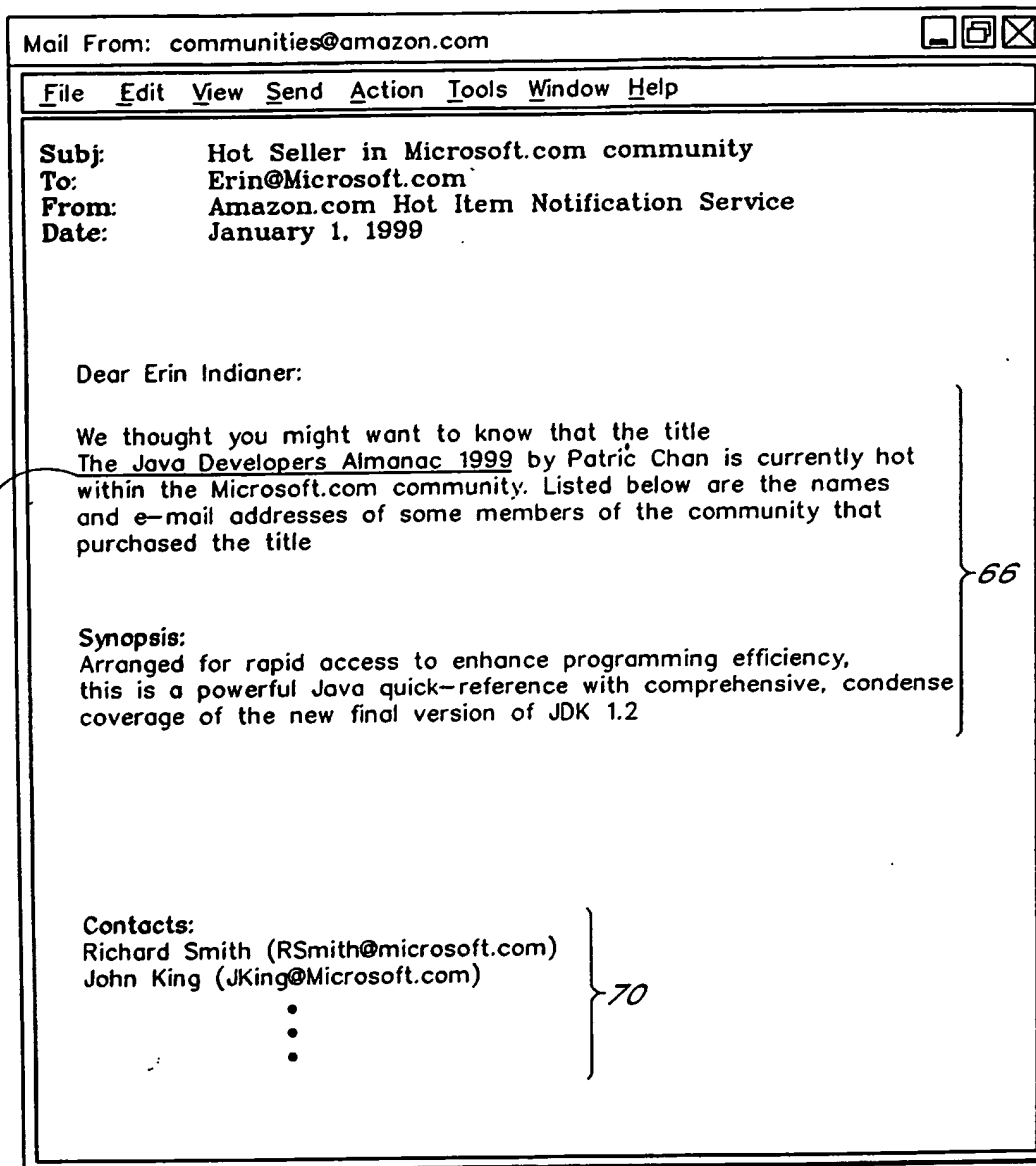 Mail From: communities@amazon.com
File Edit View Send Action Tools Window Help
Subj: Hot Seller in Microsoft.com community
To: Erin@Microsoft.com
From: Amazon.com Hot Item Notification Service
Date: January 1, 1999
Dear Erin Indianer:
We thought you might want to know that the title
The Java Developers Almanac 1999 by Patric Chan is currently hot
within the Microsoft.com community. Listed below are the names
and e-mail addresses of some members of the community that
purchased the title
66
Synopsis:
Arranged for rapid access to enhance programming efficiency,
this is a powerful Java quick-reference with comprehensive, condense
coverage of the new final version of JDK 1.2
Contacts:
Richard Smith (RSmith@microsoft.com)
John King (JKing@Microsoft.com)
70